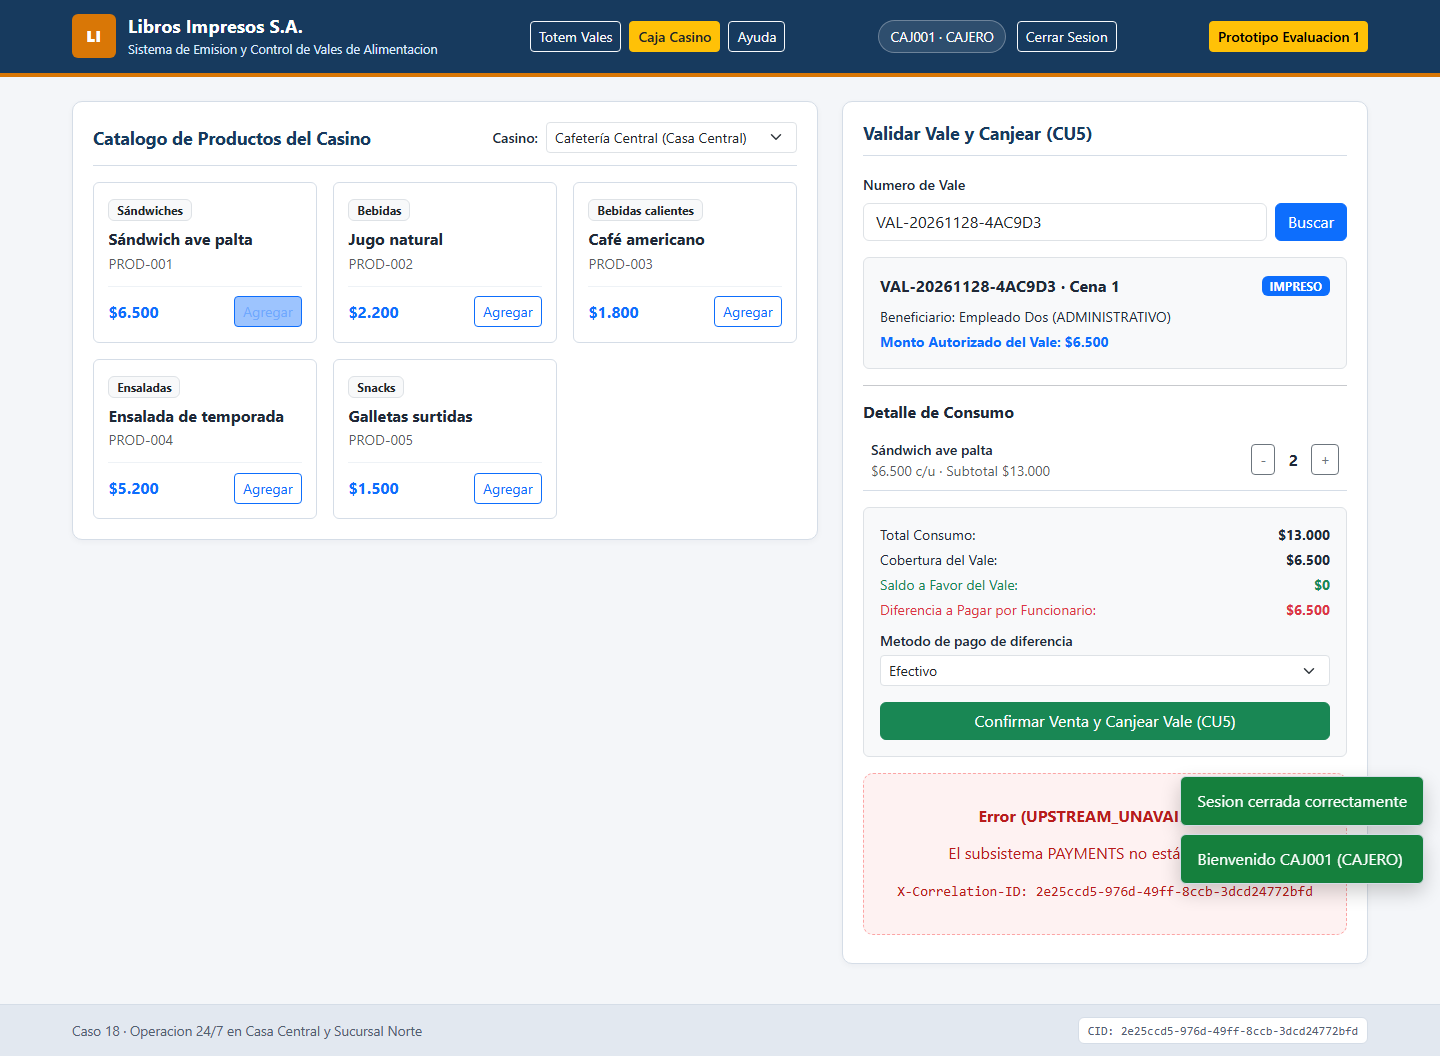 LI
Libros Impresos S.A.
Sistema de Emision y Control de Vales de Alimentacion
Totem Vales
Caja Casino
Ayuda
CAJ001 · CAJERO
Cerrar Sesion
Prototipo Evaluacion 1
Catalogo de Productos del Casino
Casino:
Cafetería Central (Casa Central)
Sándwiches
Sándwich ave palta
PROD-001
$6.500
Agregar
Bebidas
Jugo natural
PROD-002
$2.200
Agregar
Bebidas calientes
Café americano
PROD-003
$1.800
Agregar
Ensaladas
Ensalada de temporada
PROD-004
$5.200
Agregar
Snacks
Galletas surtidas
PROD-005
$1.500
Agregar
Validar Vale y Canjear (CU5)
Numero de Vale
VAL-20261128-4AC9D3
Buscar
VAL-20261128-4AC9D3 · Cena 1
IMPRESO
Beneficiario: Empleado Dos (ADMINISTRATIVO)
Monto Autorizado del Vale: $6.500
Detalle de Consumo
Sándwich ave palta
$6.500 c/u · Subtotal $13.000
-
2
+
Total Consumo:
$13.000
Cobertura del Vale:
$6.500
Saldo a Favor del Vale:
$0
Diferencia a Pagar por Funcionario:
$6.500
Metodo de pago de diferencia
Efectivo
Confirmar Venta y Canjear Vale (CU5)
Error (UPSTREAM_UNAVAI
El subsistema PAYMENTS no está
X-Correlation-ID: 2e25ccd5-976d-49ff-8ccb-3dcd24772bfd
Sesion cerrada correctamente
Bienvenido CAJ001 (CAJERO)
Caso 18 · Operacion 24/7 en Casa Central y Sucursal Norte
CID: 2e25ccd5-976d-49ff-8ccb-3dcd24772bfd